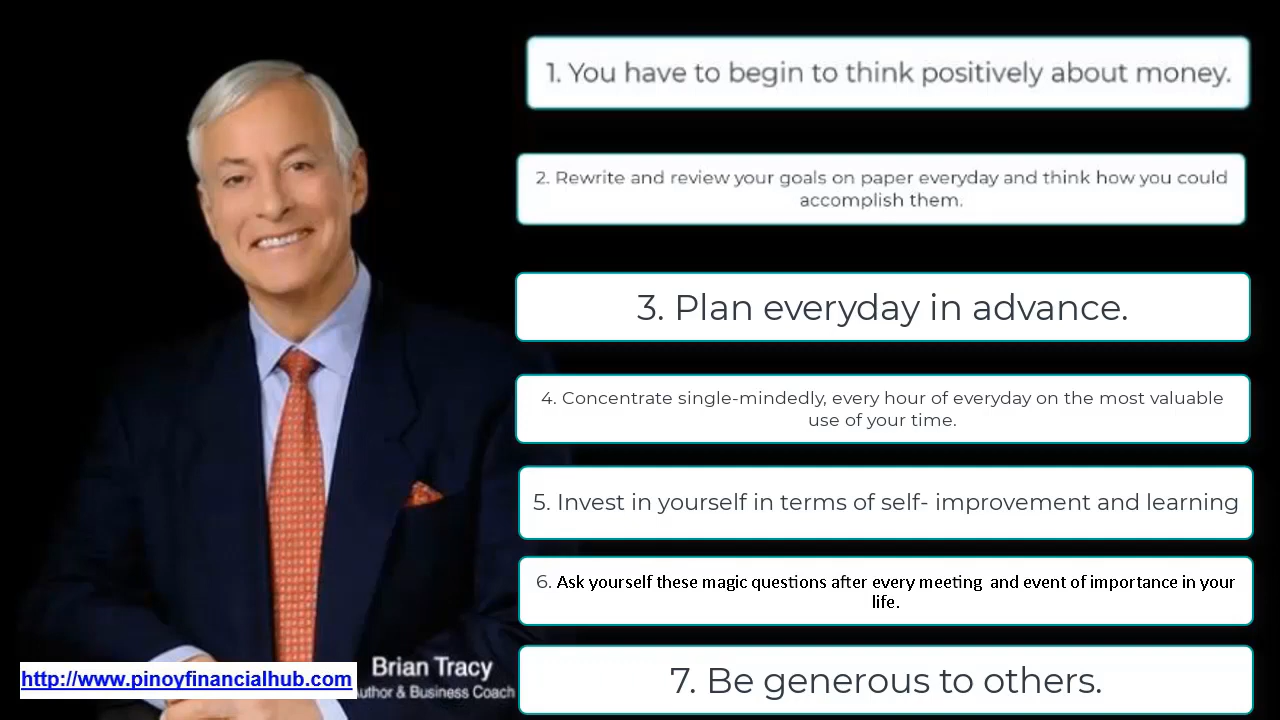 1. You have to begin to think positively about money.
2. Rewrite and review your goals on paper everyday and think how you could
accomplish them.
3. Plan everyday in advance.
4. Concentrate single-mindedly, every hour of everyday on the most valuable
use of your time.
5. Invest in yourself in terms of self- improvement and learning
6. Ask yourself these magic questions after every meeting and event of importance in your
life.
7. Be generous to others.
Brian Tracy
uthor & Business Coach
http://www.pinoyfinancialhub.com